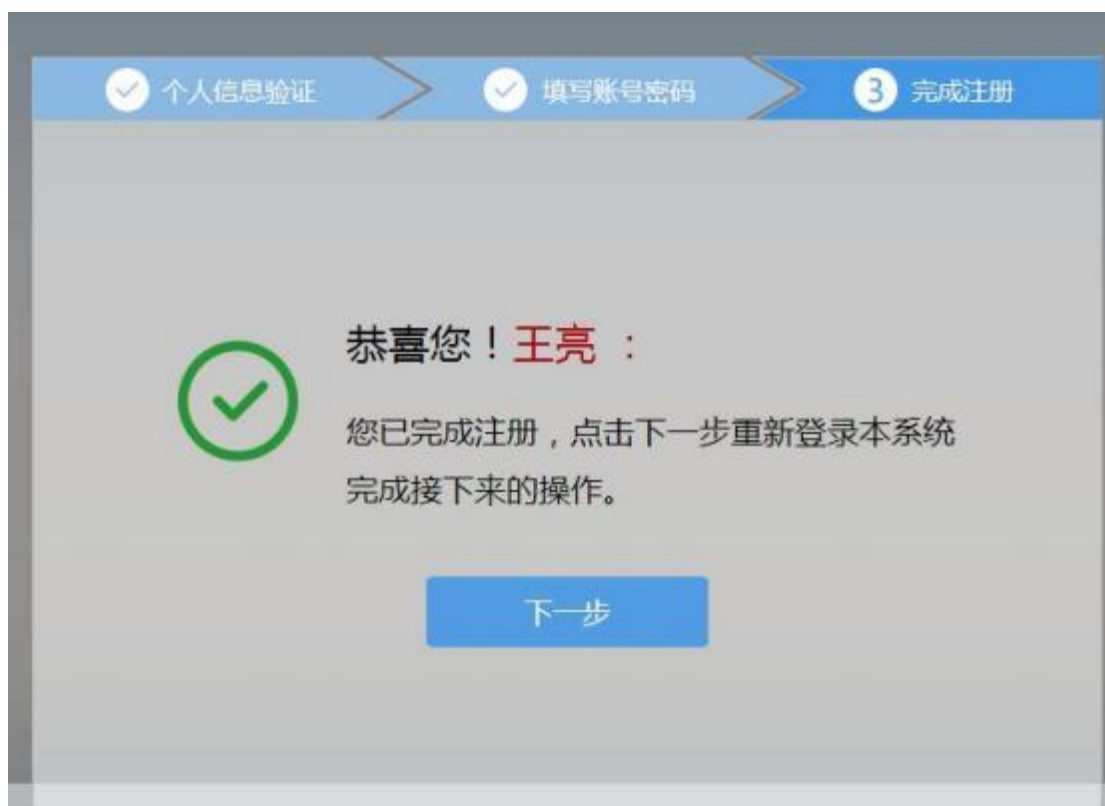 个人信息验证
填写账号密码
3 完成注册
恭喜您！王亮：
您已完成注册，点击下一步重新登录本系统
完成接下来的操作。
下一步